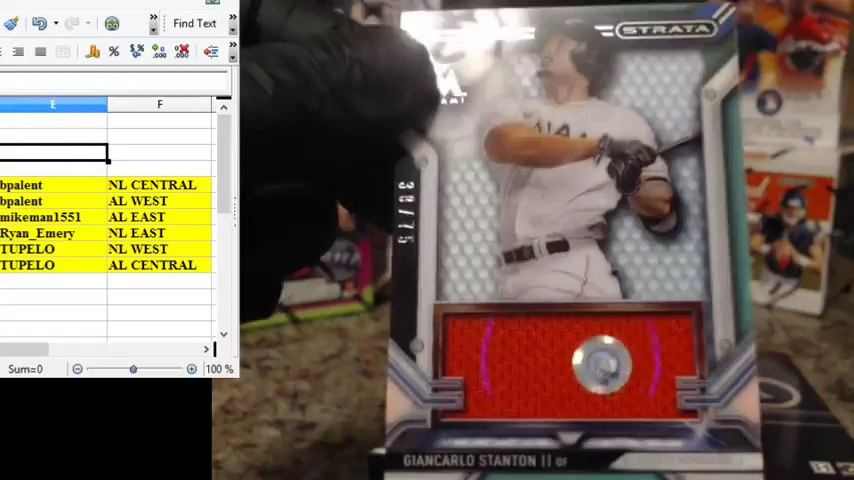 Find Text
E F
bpalent NL CENTRAL
bpalent AL WEST
mikeman1551 AL EAST
Ryan_Emery NL EAST
TUPELO NL WEST
TUPELO AL CENTRAL
Sum=0 100 %
STRATA
MIAMI
GIANCARLO STANTON || OF